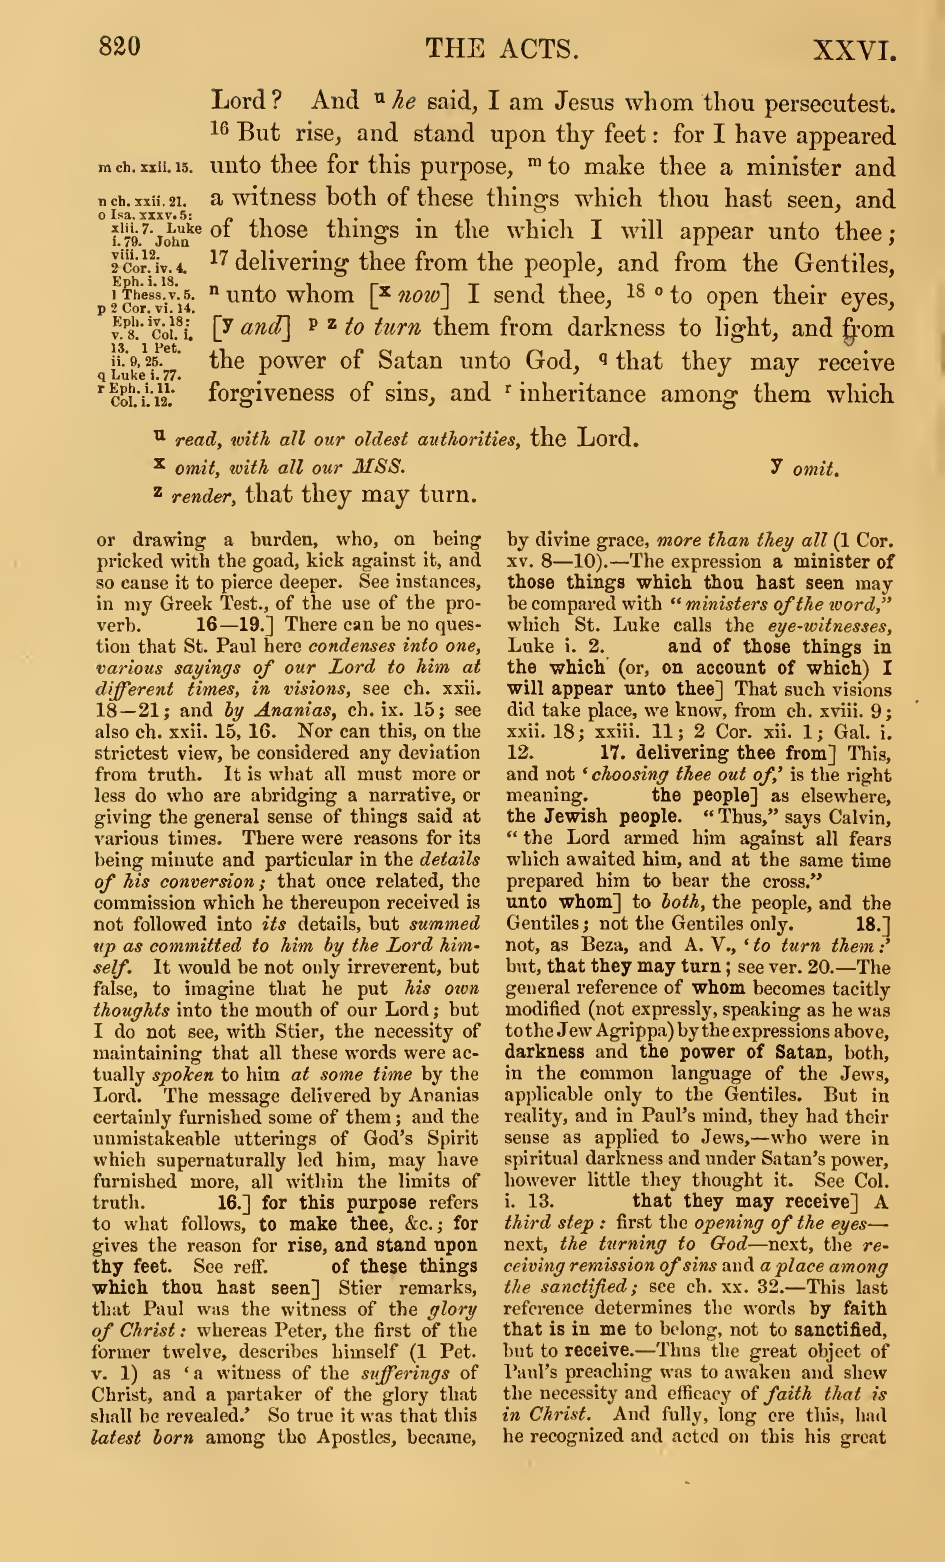 820
THE ACTS.
XXVI.
Lord? And u he said, I am Jesus whom thou persecutest.
16 But rise, and stand upon thy feet: for I have appeared
unto thee for this purpose, m to make thee a minister and
a witness both of these things which thou hast seen, and
of those things in the which I will appear unto thee;
17 delivering thee from the people, and from the Gentiles,
n unto whom [x now] I send thee, 18 o to open their eyes,
[y and] p z to turn them from darkness to light, and from
the power of Satan unto God, q that they may receive
forgiveness of sins, and r inheritance among them which
m ch. xxii. 15.
n ch. xxii. 21.
o Isa. xxxv. 5:
xlii. 7. Luke
i. 79. John
viii. 12.
2 Cor. iv. 4.
Eph. i. 18.
1 Thess. v. 5.
p 2 Cor. vi. 14.
Eph. iv. 18:
v. 8. Col. i.
13. 1 Pet.
ii. 9, 25.
q Luke i. 77.
r Eph. i. 11.
Col. i. 12.
u read, with all our oldest authorities, the Lord.
x omit, with all our MSS.
y omit.
z render, that they may turn.
or drawing a burden, who, on being
pricked with the goad, kick against it, and
so cause it to pierce deeper. See instances,
in my Greek Test., of the use of the pro-
verb. 16—19.] There can be no ques-
tion that St. Paul here condenses into one,
various sayings of our Lord to him at
different times, in visions, see ch. xxii.
18—21; and by Ananias, ch. ix. 15; see
also ch. xxii. 15, 16. Nor can this, on the
strictest view, be considered any deviation
from truth. It is what all must more or
less do who are abridging a narrative, or
giving the general sense of things said at
various times. There were reasons for its
being minute and particular in the details
of his conversion; that once related, the
commission which he thereupon received is
not followed into its details, but summed
up as committed to him by the Lord him-
self. It would be not only irreverent, but
false, to imagine that he put his own
thoughts into the mouth of our Lord; but
I do not see, with Stier, the necessity of
maintaining that all these words were ac-
tually spoken to him at some time by the
Lord. The message delivered by Ananias
certainly furnished some of them; and the
unmistakeable utterings of God's Spirit
which supernaturally led him, may have
furnished more, all within the limits of
truth. 16.] for this purpose refers
to what follows, to make thee, &c.; for
gives the reason for rise, and stand upon
thy feet. See reff. of these things
which thou hast seen] Stier remarks,
that Paul was the witness of the glory
of Christ: whereas Peter, the first of the
former twelve, describes himself (1 Pet.
v. 1) as 'a witness of the sufferings of
Christ, and a partaker of the glory that
shall be revealed.' So true it was that this
latest born among the Apostles, became,
by divine grace, more than they all (1 Cor.
xv. 8—10).—The expression a minister of
those things which thou hast seen may
be compared with "ministers of the word,"
which St. Luke calls the eye-witnesses,
Luke i. 2. and of those things in
the which (or, on account of which) I
will appear unto thee] That such visions
did take place, we know, from ch. xviii. 9;
xxii. 18; xxiii. 11; 2 Cor. xii. 1; Gal. i.
12. 17. delivering thee from] This,
and not 'choosing thee out of,' is the right
meaning. the people] as elsewhere,
the Jewish people. "Thus," says Calvin,
"the Lord armed him against all fears
which awaited him, and at the same time
prepared him to bear the cross."
unto whom] to both, the people, and the
Gentiles; not the Gentiles only. 18.]
not, as Beza, and A. V., 'to turn them:'
but, that they may turn; see ver. 20.—The
general reference of whom becomes tacitly
modified (not expressly, speaking as he was
to the Jew Agrippa) by the expressions above,
darkness and the power of Satan, both,
in the common language of the Jews,
applicable only to the Gentiles. But in
reality, and in Paul's mind, they had their
sense as applied to Jews,—who were in
spiritual darkness and under Satan's power,
however little they thought it. See Col.
i. 13. that they may receive] A
third step: first the opening of the eyes—
next, the turning to God—next, the re-
ceiving remission of sins and a place among
the sanctified; see ch. xx. 32.—This last
reference determines the words by faith
that is in me to belong, not to sanctified,
but to receive.—Thus the great object of
Paul's preaching was to awaken and shew
the necessity and efficacy of faith that is
in Christ. And fully, long ere this, had
he recognized and acted on this his great